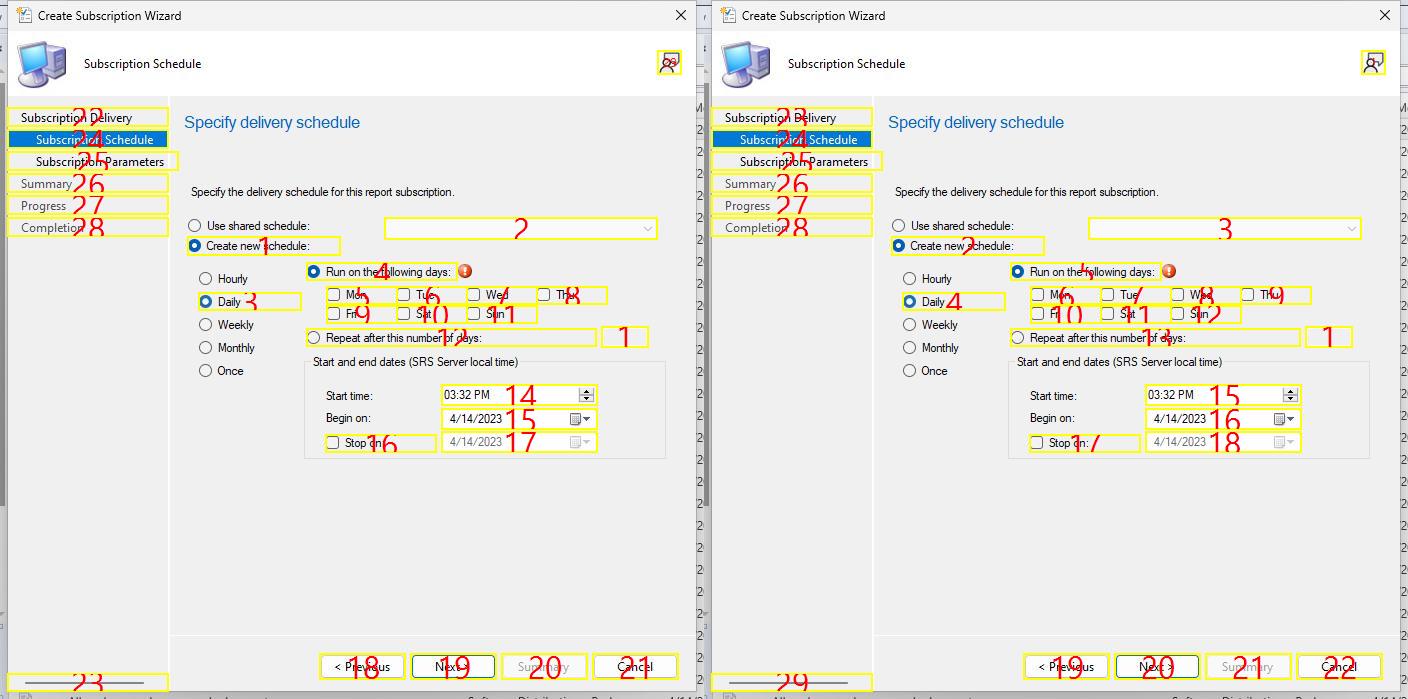 Create Subscription Wizard
Subscription Schedule
22
Subscription Delivery
24
Subscription Schedule
25
Subscription Parameters
Summary 26
Progress 27
Completion 28
23
Specify delivery schedule
Specify the delivery schedule for this report subscription.
Use shared schedule: 2
Create new schedule: 1
Hourly
Daily 3
Weekly
Monthly
Once
Run on the following days: 4
Mon 5 Tue 6 Wed 7 Thu 8
Fri 9 Sat 10 Sun 11
Repeat after this number of days: 12 1
Start and end dates (SRS Server local time)
Start time: 03:32 PM 14
Begin on: 4/14/2023 15
Stop on: 16 4/14/2023 17
< Previous 18 Next > 19 Summary 20 Cancel 21
Create Subscription Wizard
Subscription Schedule
23
Subscription Delivery
24
Subscription Schedule
25
Subscription Parameters
Summary 26
Progress 27
Completion 28
29
Specify delivery schedule
Specify the delivery schedule for this report subscription.
Use shared schedule: 3
Create new schedule: 2
Hourly
Daily 4
Weekly
Monthly
Once
Run on the following days: 5
Mon 6 Tue 7 Wed 8 Thu 9
Fri 10 Sat 11 Sun 12
Repeat after this number of days: 13 1
Start and end dates (SRS Server local time)
Start time: 03:32 PM 15
Begin on: 4/14/2023 16
Stop on: 17 4/14/2023 18
< Previous 19 Next > 20 Summary 21 Cancel 22